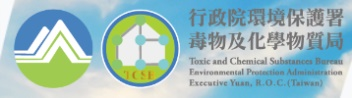 行政院環境保護署
毒物及化學物質局
Toxic and Chemical Substances Bureau
Environmental Protection Administration
Executive Yuan, R.O.C.(Taiwan)
TCSB